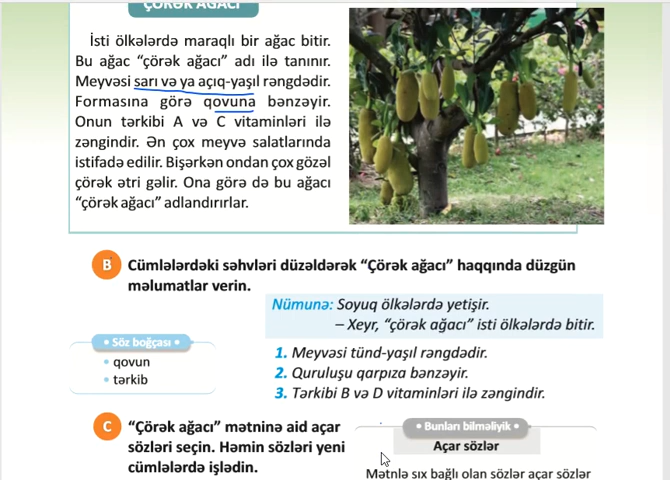 ÇÖRƏK AĞACI
İsti ölkələrdə maraqlı bir ağac bitir.
Bu ağac “çörək ağacı” adı ilə tanınır.
Meyvəsi sarı və ya açıq-yaşıl rəngdədir.
Formasına görə qovuna bənzəyir.
Onun tərkibi A və C vitaminləri ilə
zəngindir. Ən çox meyvə salatlarında
istifadə edilir. Bişərkən ondan çox gözəl
çörək ətri gəlir. Ona görə də bu ağacı
“çörək ağacı” adlandırırlar.
B Cümlələrdəki səhvləri düzəldərək “Çörək ağacı” haqqında düzgün
məlumatlar verin.
Nümunə: Soyuq ölkələrdə yetişir.
– Xeyr, “çörək ağacı” isti ölkələrdə bitir.
• Söz boğçası •
• qovun
• tərkib
1. Meyvəsi tünd-yaşıl rəngdədir.
2. Quruluşu qarpıza bənzəyir.
3. Tərkibi B və D vitaminləri ilə zəngindir.
C “Çörək ağacı” mətninə aid açar
sözləri seçin. Həmin sözləri yeni
cümlələrdə işlədin.
• Bunları bilməliyik •
Açar sözlər
Mətnlə sıx bağlı olan sözlər açar sözlər